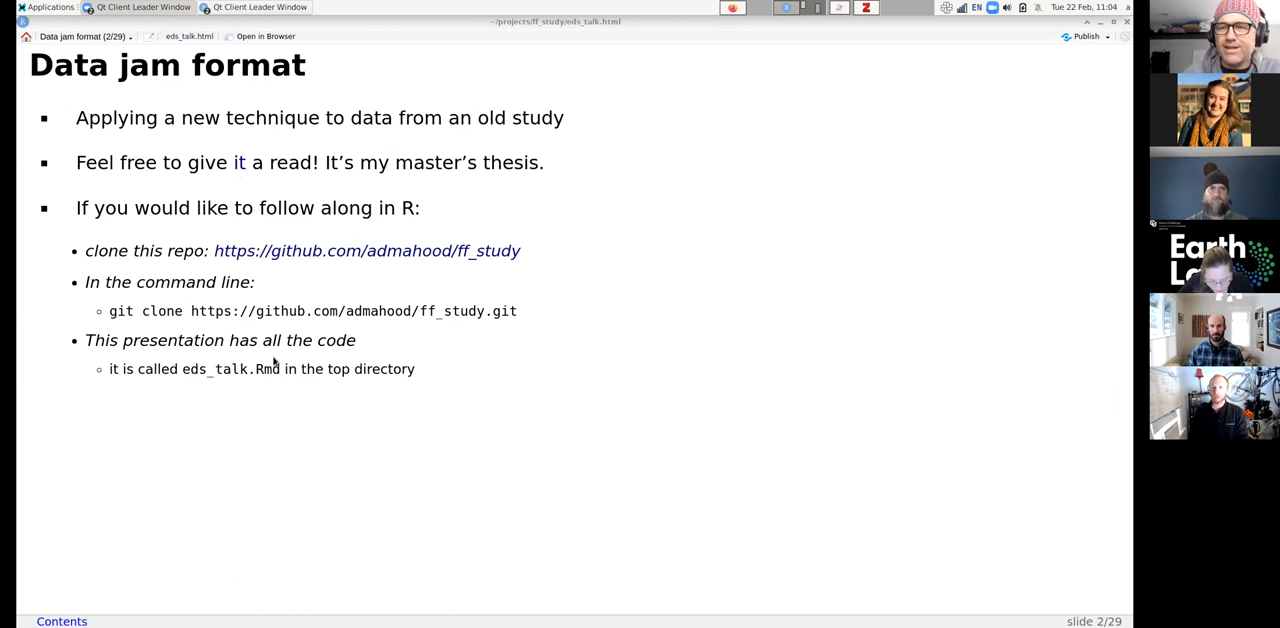 Applications
Qt Client Leader Window
Qt Client Leader Window
Z
EN
Tue 22 Feb, 11:04
a
~/projects/ff_study/eds_talk.html
Data jam format (2/29)
eds_talk.html
Open in Browser
Publish
Data jam format
Applying a new technique to data from an old study
Feel free to give it a read! It’s my master’s thesis.
If you would like to follow along in R:
clone this repo: https://github.com/admahood/ff_study
In the command line:
git clone https://github.com/admahood/ff_study.git
This presentation has all the code
it is called eds_talk.Rmd in the top directory
Contents
slide 2/29
Earth
La